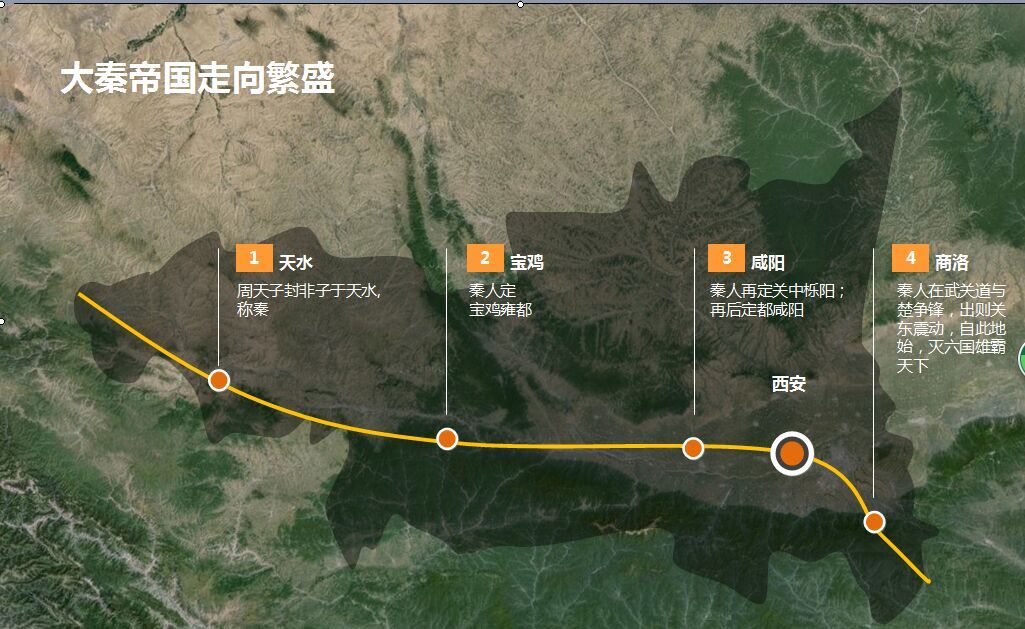 大秦帝国走向繁盛
1 天水
周天子封非子于天水,
称秦
2 宝鸡
秦人定
宝鸡雍都
3 咸阳
秦人再定关中栎阳；
再后定都咸阳
4 商洛
秦人在武关道与
楚争锋，出则关
东震动，自此地
始，灭六国雄霸
天下
西安